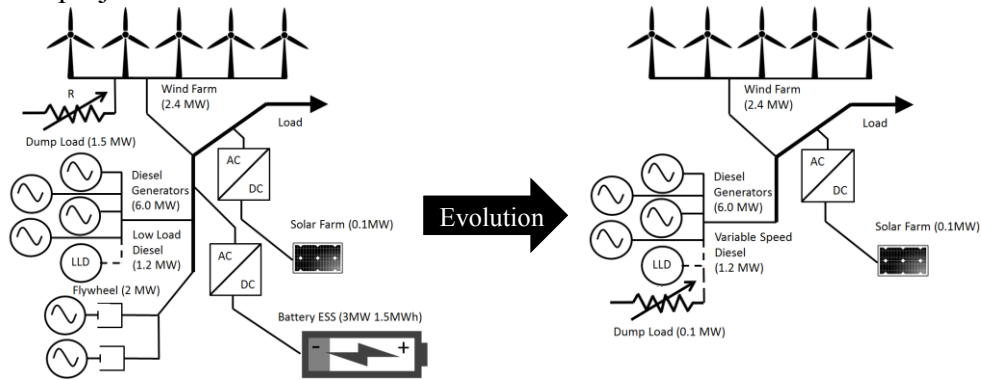 Wind Farm
(2.4 MW)
R
Dump Load (1.5 MW)
Load
AC
DC
Diesel
Generators
(6.0 MW)
Low Load
Diesel
(1.2 MW)
LLD
Solar Farm (0.1MW)
AC
DC
Flywheel (2 MW)
Battery ESS (3MW 1.5MWh)
- +
Evolution
Wind Farm
(2.4 MW)
Load
AC
DC
Diesel
Generators
(6.0 MW)
Variable Speed
Diesel
(1.2 MW)
LLD
Solar Farm (0.1MW)
Dump Load (0.1 MW)